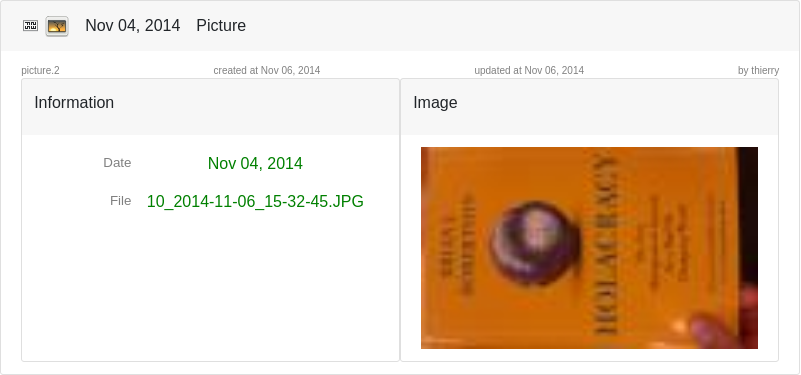 Nov 04, 2014 Picture
picture.2 created at Nov 06, 2014 updated at Nov 06, 2014 by thierry
Information
Date Nov 04, 2014
File 10_2014-11-06_15-32-45.JPG
Image
HOLACRACY